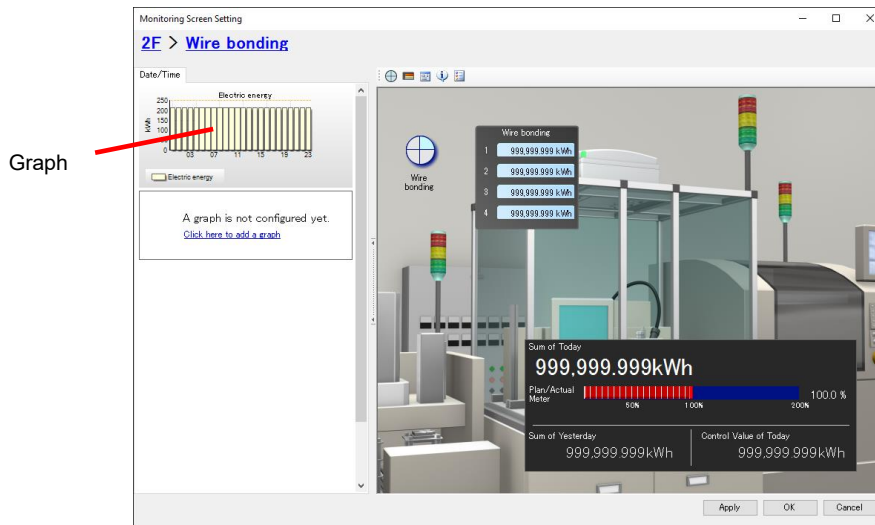 Monitoring Screen Setting
2F > Wire bonding
Date/Time
Graph
Electric energy
kWh
250
200
150
100
0
03 07 11 15 19 23
Electric energy
A graph is not configured yet.
Click here to add a graph
Wire
bonding
Wire bonding
1 999,999.999 kWh
2 999,999.999 kWh
3 999,999.999 kWh
4 999,999.999 kWh
Sum of Today
999,999.999kWh
Plan/Actual
Meter
100.0 %
50% 100% 200%
Sum of Yesterday
999,999.999kWh
Control Value of Today
999,999.999kWh
Apply OK Cancel